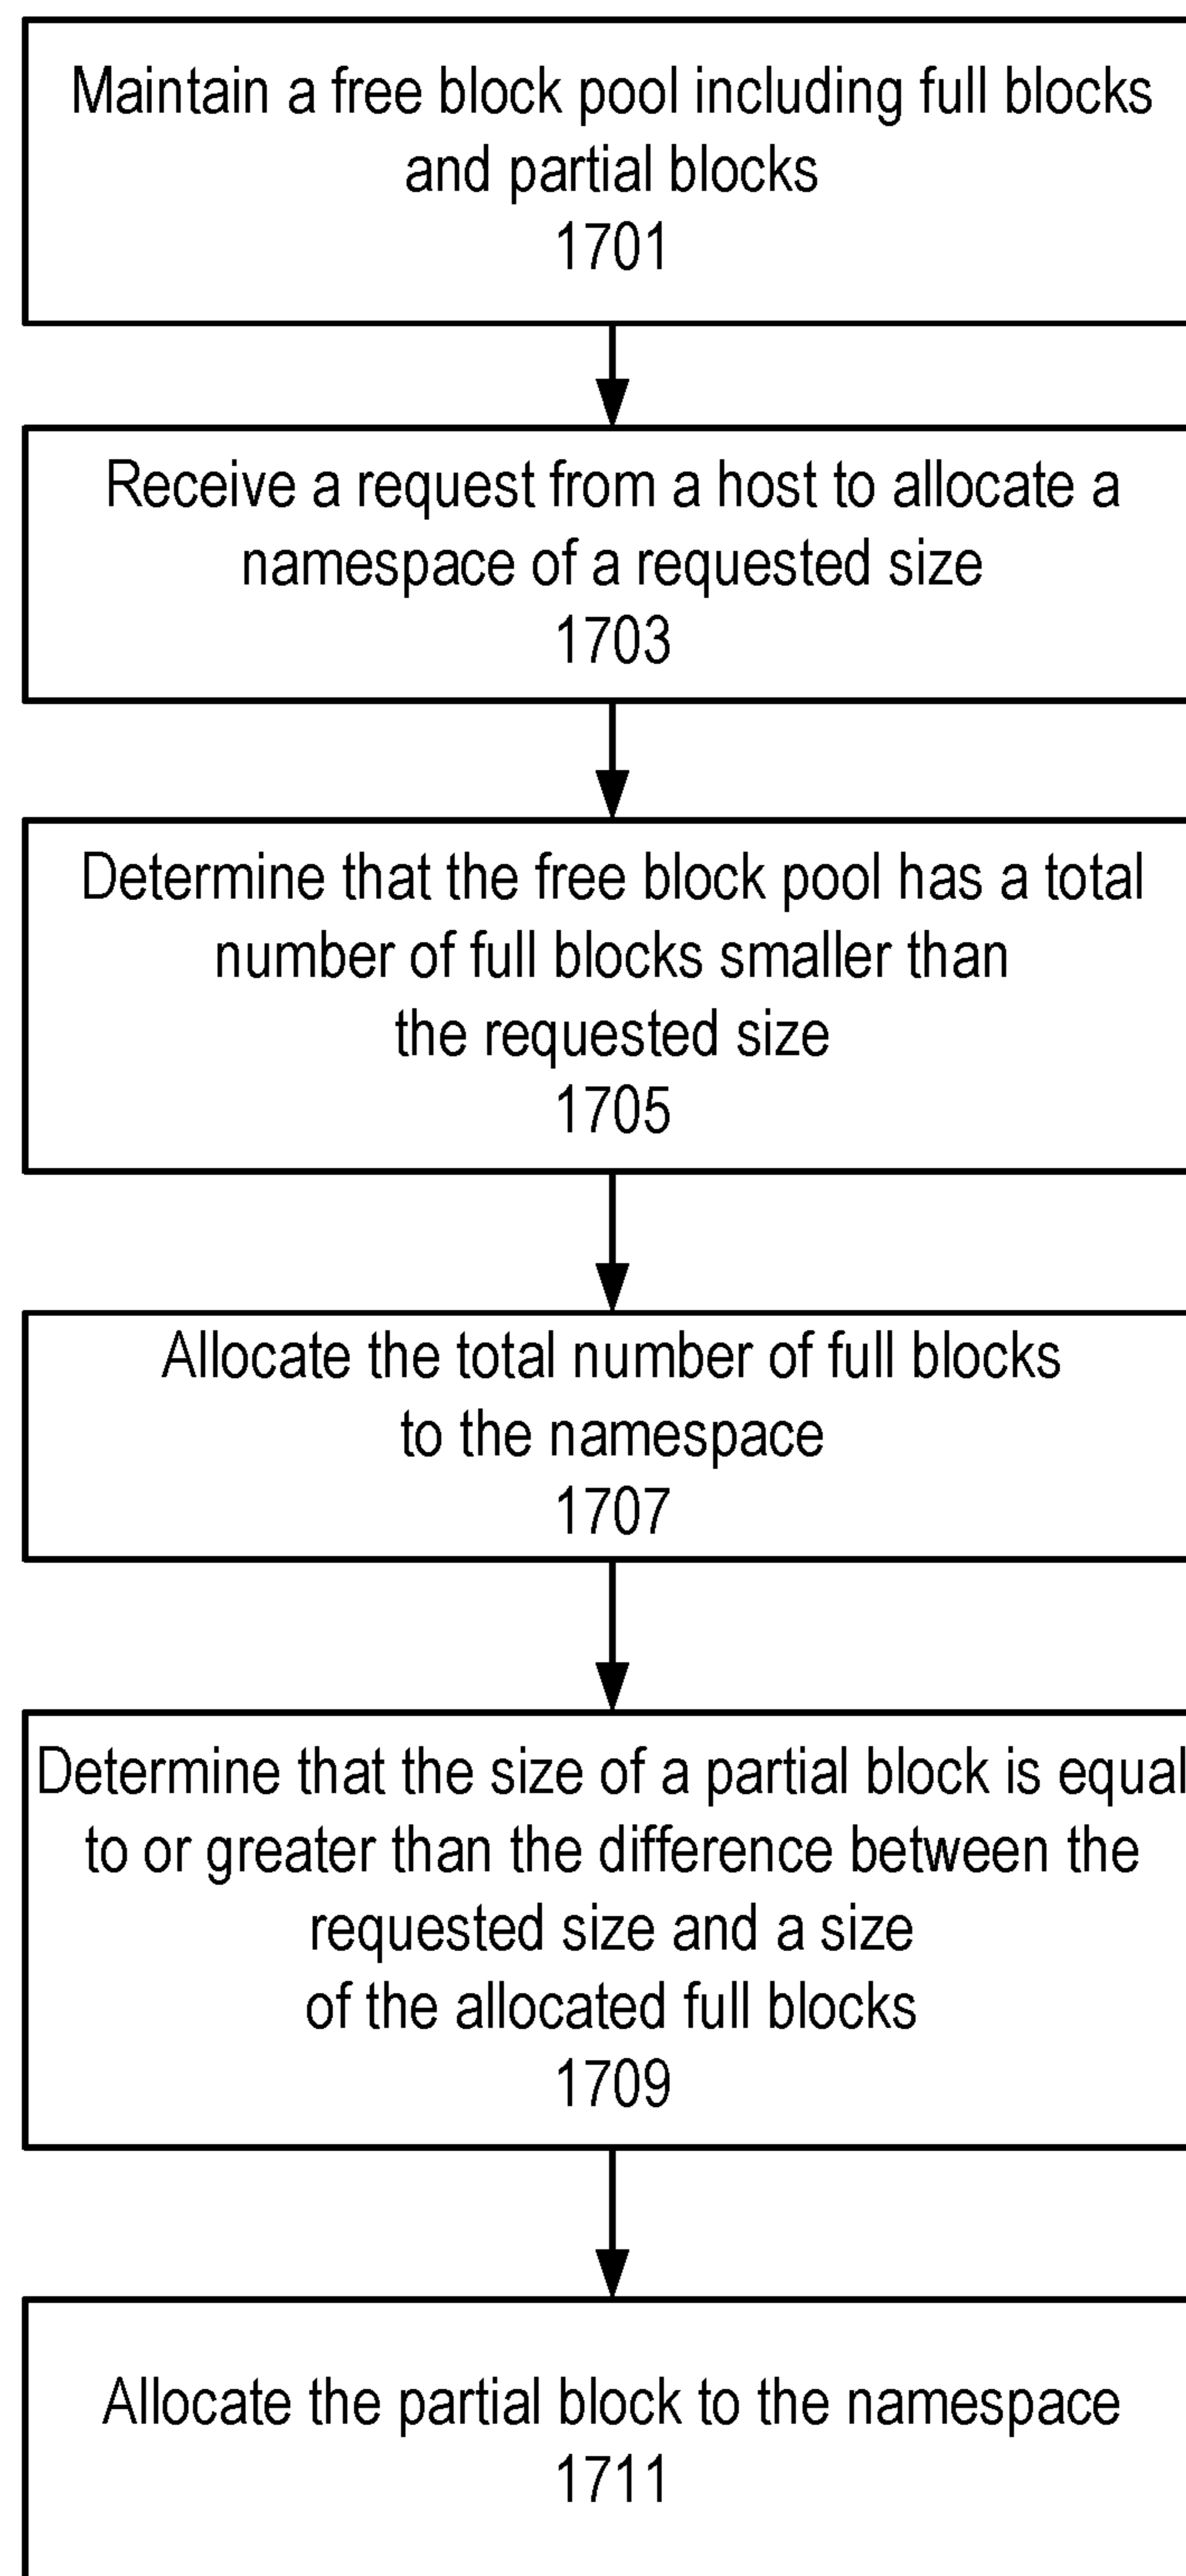 Maintain a free block pool including full blocks
and partial blocks
1701
Receive a request from a host to allocate a
namespace of a requested size
1703
Determine that the free block pool has a total
number of full blocks smaller than
the requested size
1705
Allocate the total number of full blocks
to the namespace
1707
Determine that the size of a partial block is equal
to or greater than the difference between the
requested size and a size
of the allocated full blocks
1709
Allocate the partial block to the namespace
1711